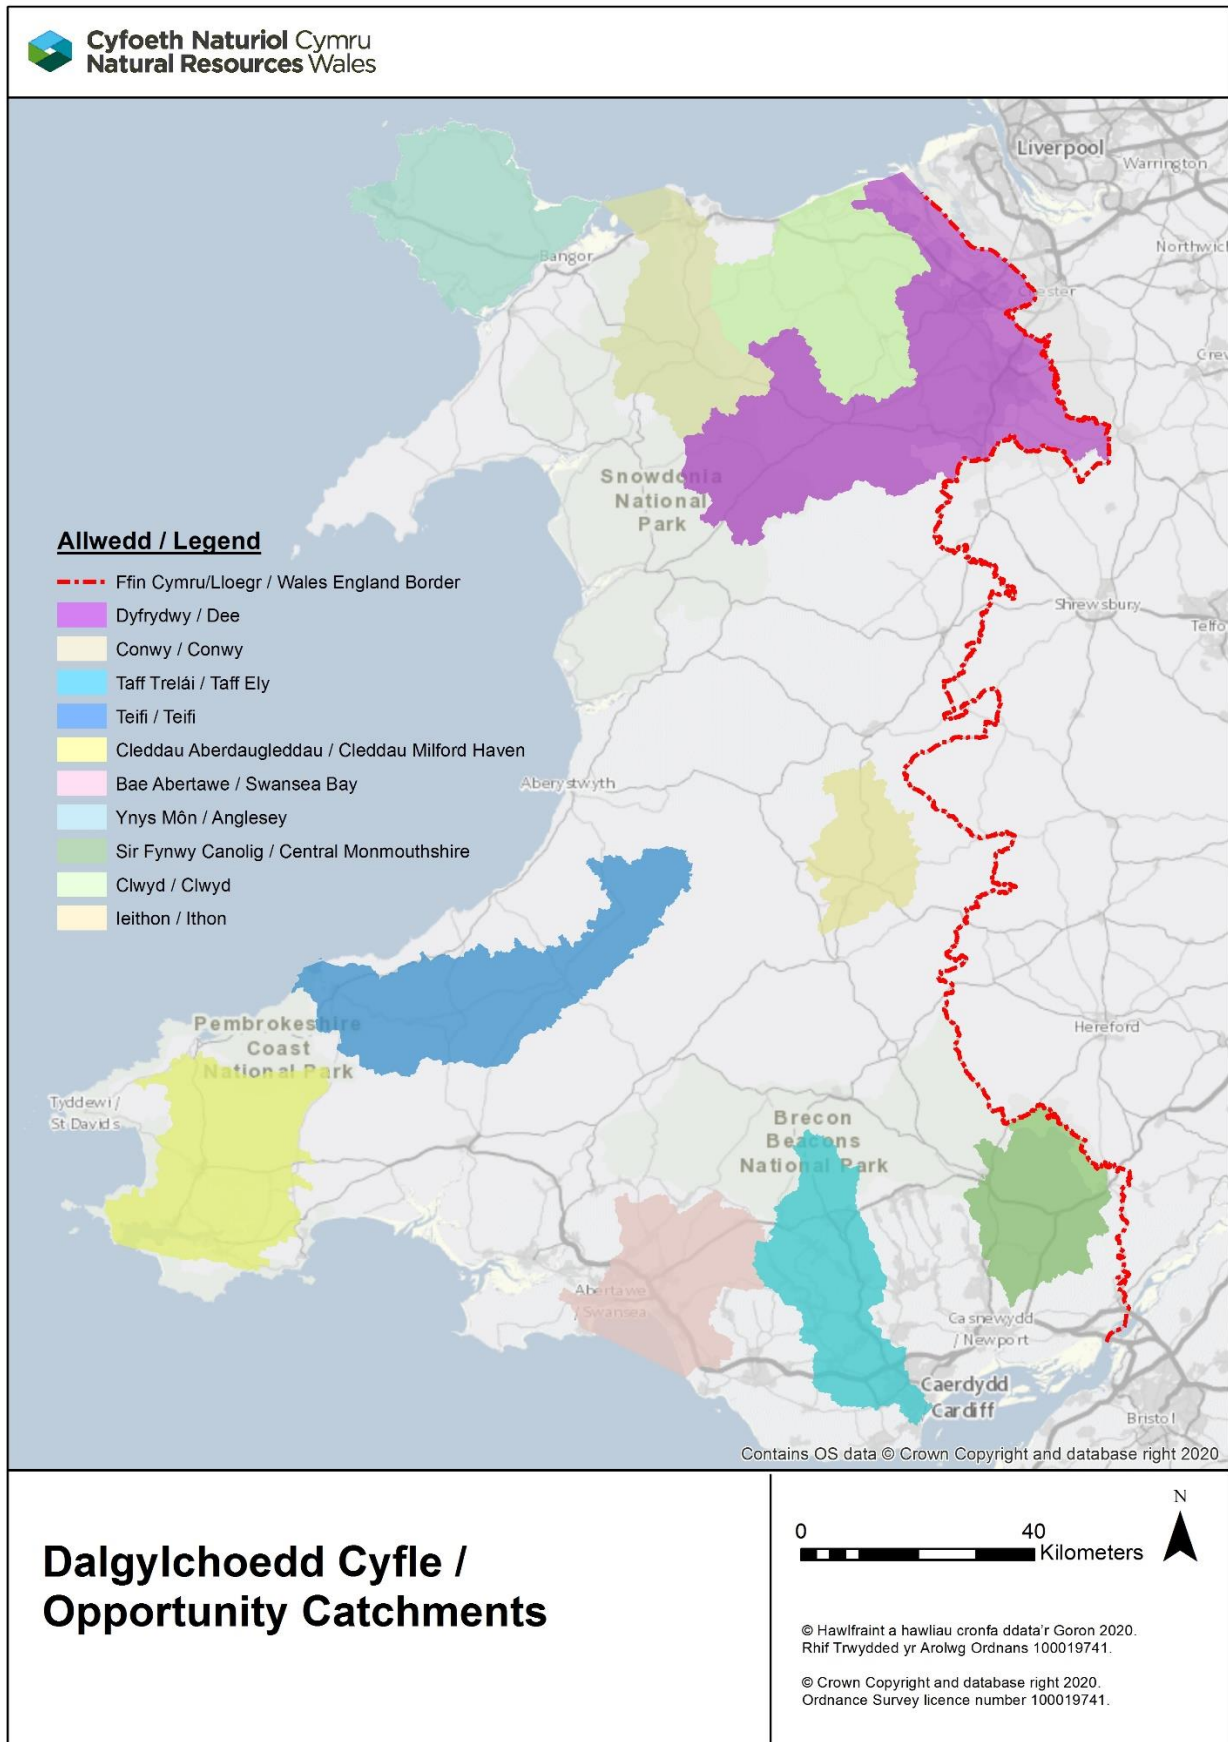 Cyfoeth Naturiol Cymru
Natural Resources Wales
Liverpool
Warrington
Bangor
Snowdonia
National
Park
Shrewsbury
Allwedd / Legend
Ffin Cymru/Lloegr / Wales England Border
Dyfrydwy / Dee
Conwy / Conwy
Taff Trelái / Taff Ely
Teifi / Teifi
Cleddau Aberdaugleddau / Cleddau Milford Haven
Bae Abertawe / Swansea Bay
Ynys Môn / Anglesey
Sir Fynwy Canolig / Central Monmouthshire
Clwyd / Clwyd
Ieithon / Ithon
Aberystwyth
Pembrokeshire
Coast
National Park
Hereford
Tyddewi /
St Davids
Brecon
Beacons
National Park
Abertawe
/ Swansea
Casnewydd
/ Newport
Caerdydd
Cardiff
Bristol
Contains OS data © Crown Copyright and database right 2020
Dalgylchoedd Cyfle /
Opportunity Catchments
0 40
Kilometers
N
© Hawlfraint a hawliau cronfa ddata'r Goron 2020.
Rhif Trwydded yr Arolwg Ordnans 100019741.
© Crown Copyright and database right 2020.
Ordnance Survey licence number 100019741.